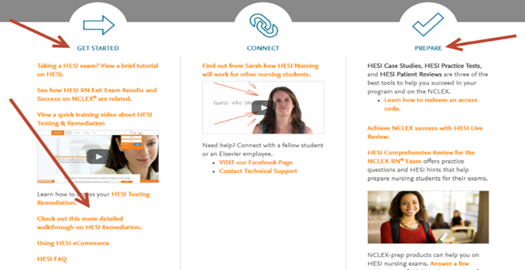 GET STARTED
Taking a HESI exam? View a brief tutorial
on HESI.
See how HESI RN Exit Exam Results and
Success on NCLEX® are related.
View a quick training video about HESI
Testing & Remediation
Learn how to access your HESI Testing
Remediation.
Check out this more detailed
walkthrough on HESI Remediation.
Using HESI eCommerce
HESI FAQ
CONNECT
Find out from Sarah how HESI Nursing
will work for other nursing students.
guess who
Need help? Connect with a fellow student
or an Elsevier employee.
• VISIT our Facebook Page
• Contact Technical Support
PREPARE
HESI Case Studies, HESI Practice Tests,
and HESI Patient Reviews are three of the
best tools to help you succeed in your
program and on the NCLEX.
• Learn how to redeem an access
code.
Achieve NCLEX success with HESI Live
Review.
HESI Comprehensive Review for the
NCLEX RN® Exam offers practice
questions and HESI hints that help
prepare nursing students for their exams.
NCLEX-prep products can help you on
HESI nursing exams. Answer a few